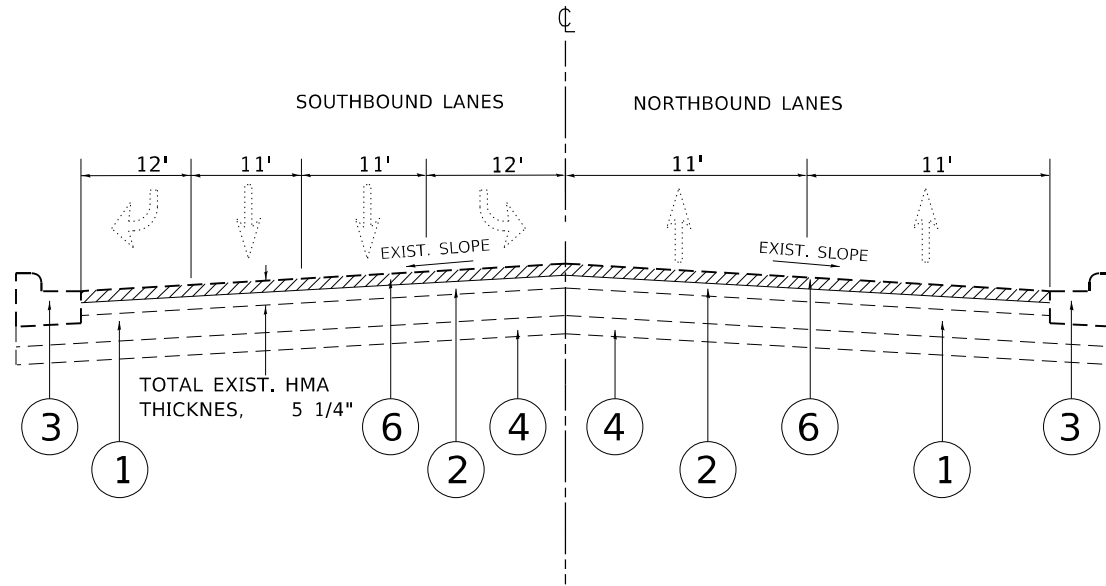 ℄
SOUTHBOUND LANES
NORTHBOUND LANES
12' 11' 11' 12' 11' 11'
EXIST. SLOPE
EXIST. SLOPE
TOTAL EXIST. HMA
THICKNES, 5 1/4"
3 6 4 4 6 3
1 2 2 1